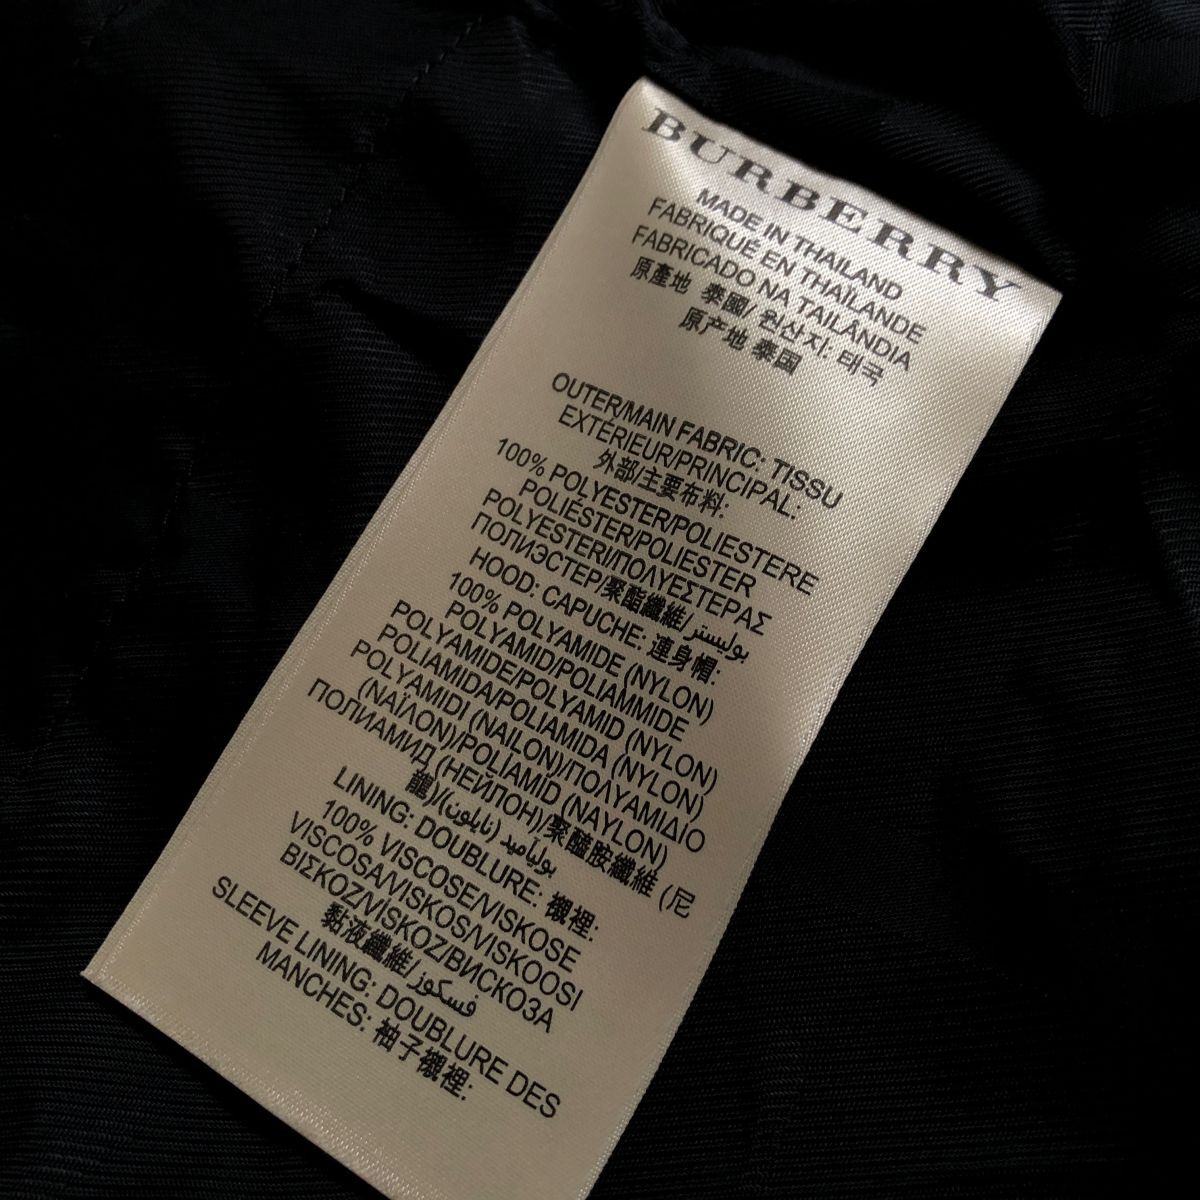 BURBERRY
MADE IN THAILAND
FABRIQUÉ EN THAÏLANDE
FABRICADO NA TAILÂNDIA
原產地 泰國/ 원산지: 태국
原产地 泰国
OUTER/MAIN FABRIC: TISSU
EXTÉRIEUR/PRINCIPAL:
外部/主要布料:
100% POLYESTER/POLIESTERE
POLIÉSTER/POLIESTER
POLYESTERI/ΠΟΛΥΕΣΤΕΡΑΣ
ПОЛИЭСТЕР/聚酯纖維/بوليستر
HOOD: CAPUCHE: 連身帽:
100% POLYAMIDE (NYLON)
POLYAMID/POLIAMMIDE
POLYAMIDE/POLYAMID (NYLON)
POLIAMIDA/POLIAMIDA (NYLON)
POLYAMIDI (NAILON)/ΠΟΛΥΑΜΙΔΙΟ
(ΝΑΪΛΟΝ)/POLİAMİD (NAYLON)
ПОЛИАМИД (НЕЙЛОН)/聚醯胺纖維 (尼
龍)/بولياميد (نايلون)
LINING: DOUBLURE: 襯裡:
100% VISCOSE/VISKOSE
VISCOSA/VISKOS/VISKOOSI
ΒΙΣΚΟΖ/VİSKOZ/ВИСКОЗА
黏液纖維/فسكوز
SLEEVE LINING: DOUBLURE DES
MANCHES: 袖子襯裡: